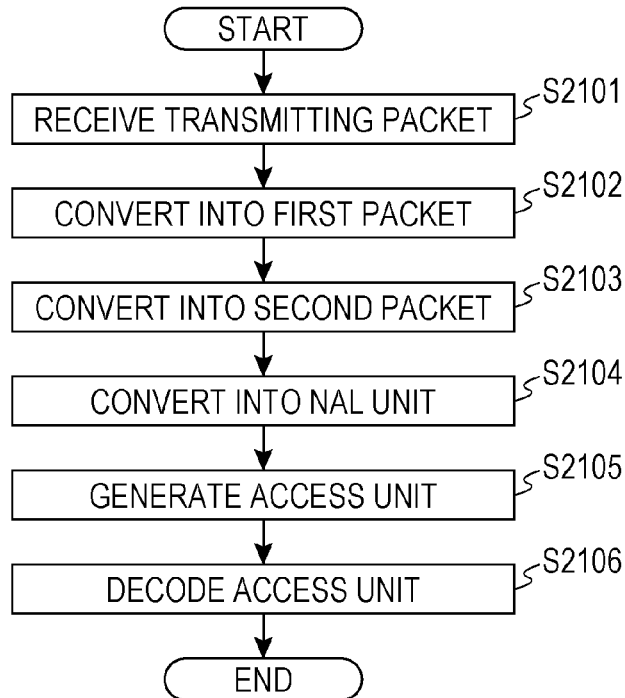 START
S2101
RECEIVE TRANSMITTING PACKET
S2102
CONVERT INTO FIRST PACKET
S2103
CONVERT INTO SECOND PACKET
S2104
CONVERT INTO NAL UNIT
S2105
GENERATE ACCESS UNIT
S2106
DECODE ACCESS UNIT
END